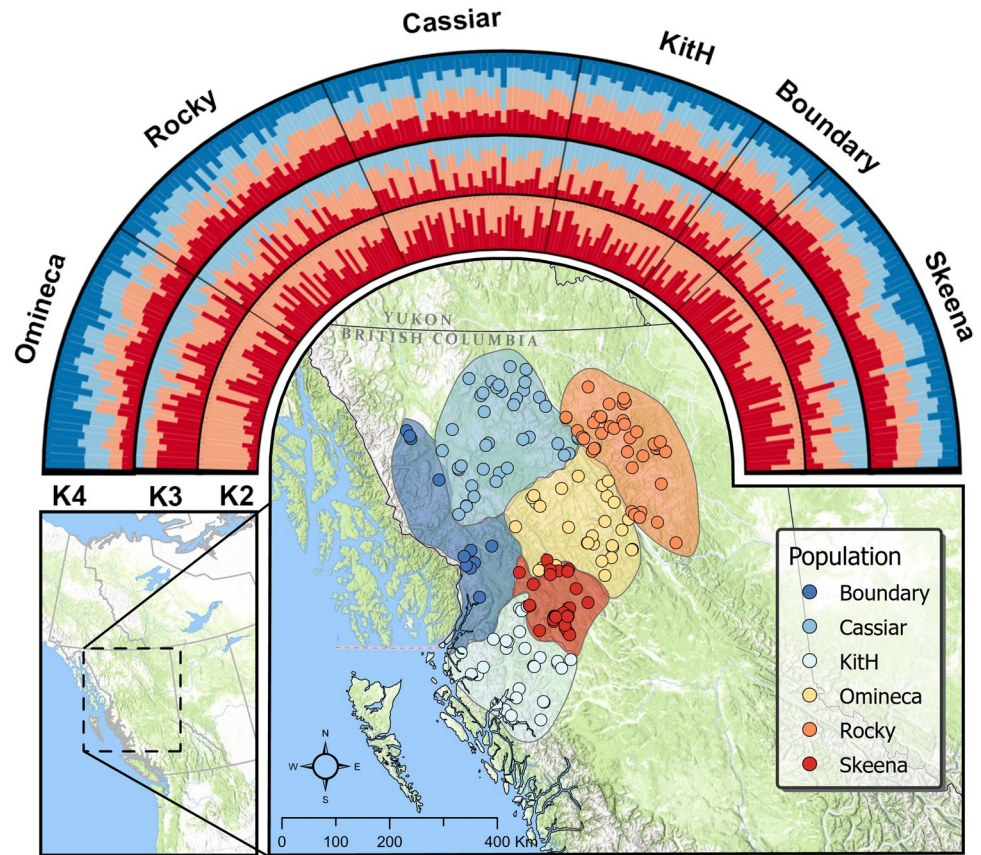 Cassiar
KitH
Rocky
Boundary
Omineca
Skeena
YUKON
BRITISH COLUMBIA
K4 K3 K2
Population
Boundary
Cassiar
KitH
Omineca
Rocky
Skeena
N
W E
S
0 100 200 400 Km